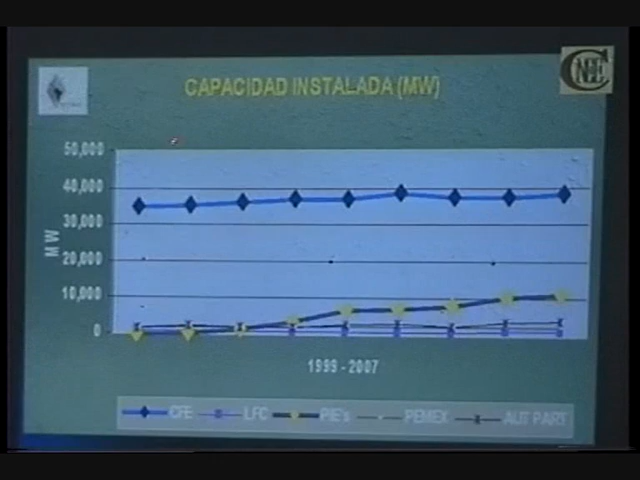 CAPACIDAD INSTALADA (MW)
50,000
40,000
30,000
20,000
10,000
0
MW
1999 - 2007
CFE LFC PIE's PEMEX AUT PART